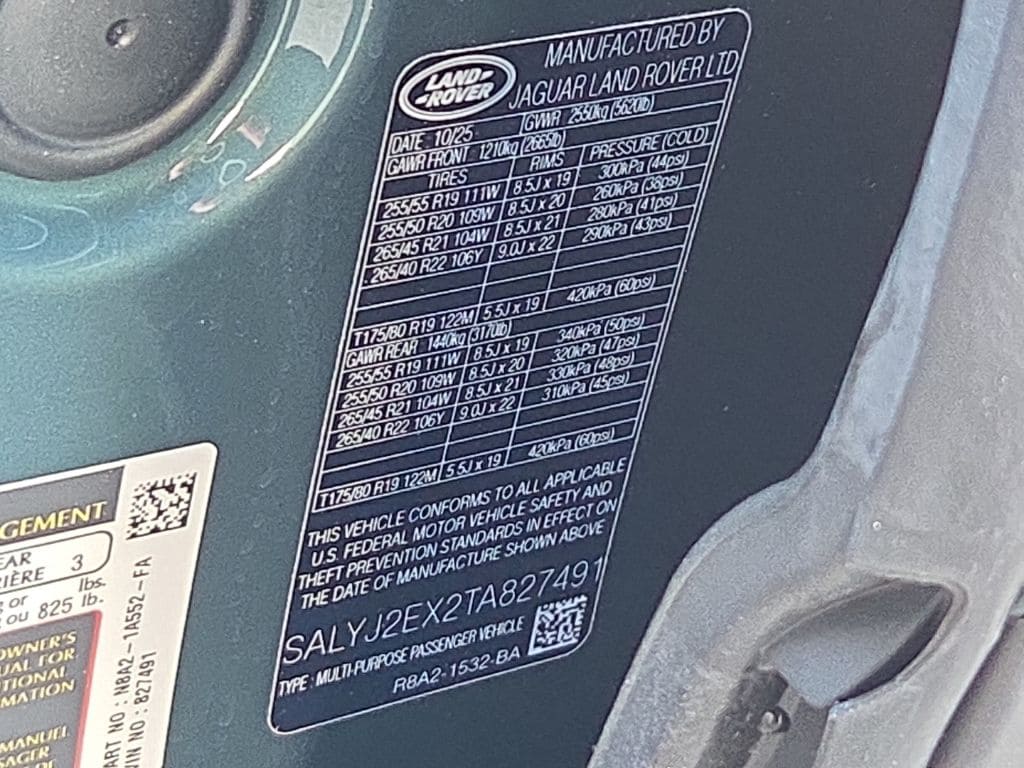 LAND-
-ROVER
MANUFACTURED BY
JAGUAR LAND ROVER LTD
DATE 10/25 GVWR 2550kg (5620lb)
GAWR FRONT 1210kg (2665lb)
TIRES RIMS PRESSURE (COLD)
255/55 R19 111W 8.5J x 19 300kPa (44psi)
255/50 R20 109W 8.5J x 20 260kPa (38psi)
265/45 R21 104W 8.5J x 21 280kPa (41psi)
265/40 R22 106Y 9.0J x 22 290kPa (43psi)
T175/80 R19 122M 5.5J x 19 420kPa (60psi)
GAWR REAR 1440kg (3170lb)
255/55 R19 111W 8.5J x 19 340kPa (50psi)
255/50 R20 109W 8.5J x 20 320kPa (47psi)
265/45 R21 104W 8.5J x 21 330kPa (48psi)
265/40 R22 106Y 9.0J x 22 310kPa (45psi)
T175/80 R19 122M 5.5J x 19 420kPa (60psi)
THIS VEHICLE CONFORMS TO ALL APPLICABLE
U.S. FEDERAL MOTOR VEHICLE SAFETY AND
THEFT PREVENTION STANDARDS IN EFFECT ON
THE DATE OF MANUFACTURE SHOWN ABOVE
SALYJ2EX2TA827491
TYPE : MULTI-PURPOSE PASSENGER VEHICLE
R8A2-1532-BA
GEMENT
EAR 3
IÈRE
lbs.
or
ou 825 lb.
OWNER'S
UAL FOR
TIONAL
MATION
MANUEL
SAGER
DE
ART NO : N8A2-1A552-FA
VIN NO : 827491